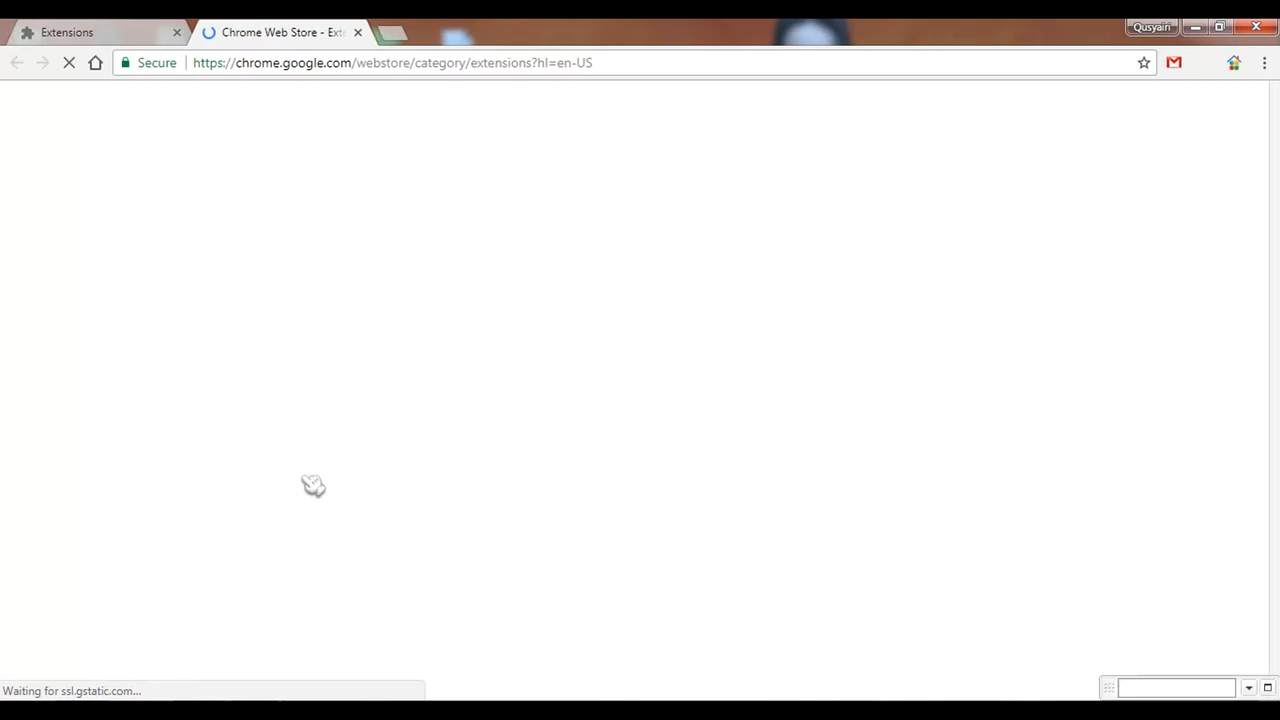 Extensions
Chrome Web Store - Exte
Qusyairi
Secure
https://chrome.google.com/webstore/category/extensions?hl=en-US
Waiting for ssl.gstatic.com...